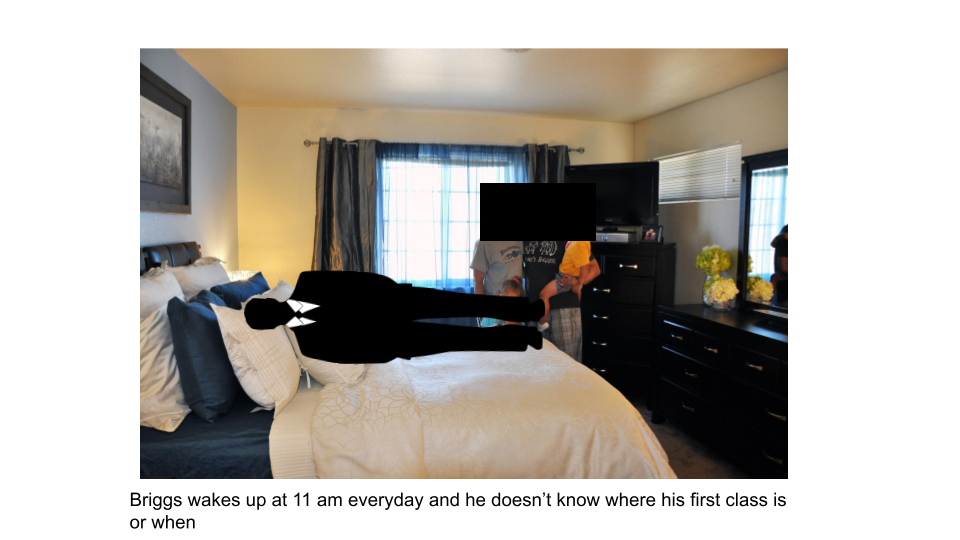 Briggs wakes up at 11 am everyday and he doesn’t know where his first class is
or when